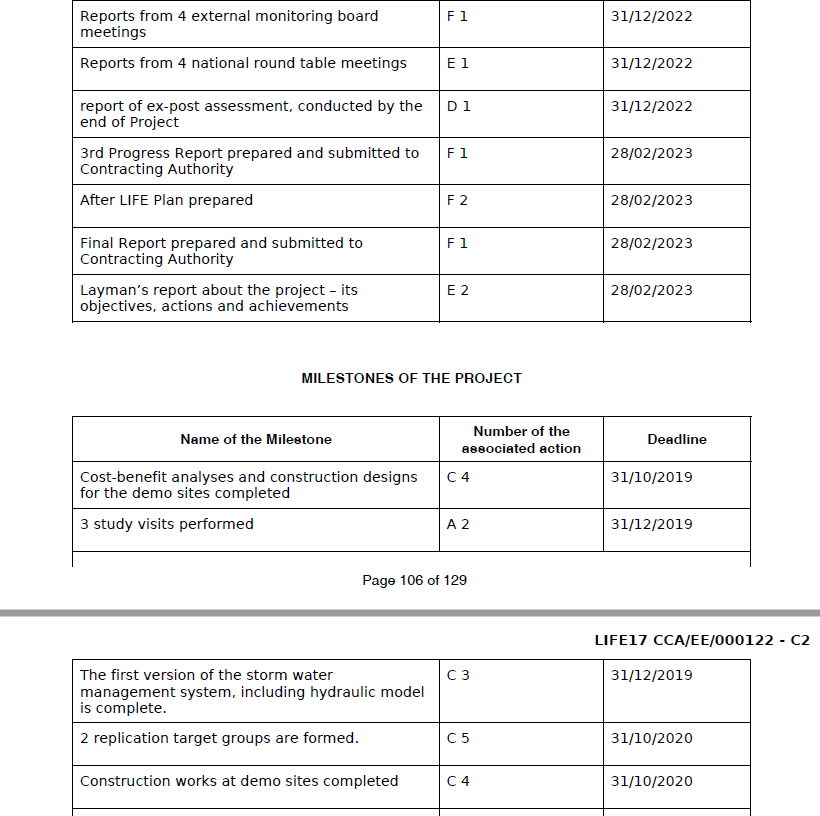 Reports from 4 external monitoring board F 1 31/12/2022
meetings
Reports from 4 national round table meetings E 1 31/12/2022
report of ex-post assessment, conducted by the D 1 31/12/2022
end of Project
3rd Progress Report prepared and submitted to F 1 28/02/2023
Contracting Authority
After LIFE Plan prepared F 2 28/02/2023
Final Report prepared and submitted to F 1 28/02/2023
Contracting Authority
Layman’s report about the project – its E 2 28/02/2023
objectives, actions and achievements
MILESTONES OF THE PROJECT
Name of the Milestone Number of the associated action Deadline
Cost-benefit analyses and construction designs C 4 31/10/2019
for the demo sites completed
3 study visits performed A 2 31/12/2019
Page 106 of 129
LIFE17 CCA/EE/000122 - C2
The first version of the storm water C 3 31/12/2019
management system, including hydraulic model
is complete.
2 replication target groups are formed. C 5 31/10/2020
Construction works at demo sites completed C 4 31/10/2020